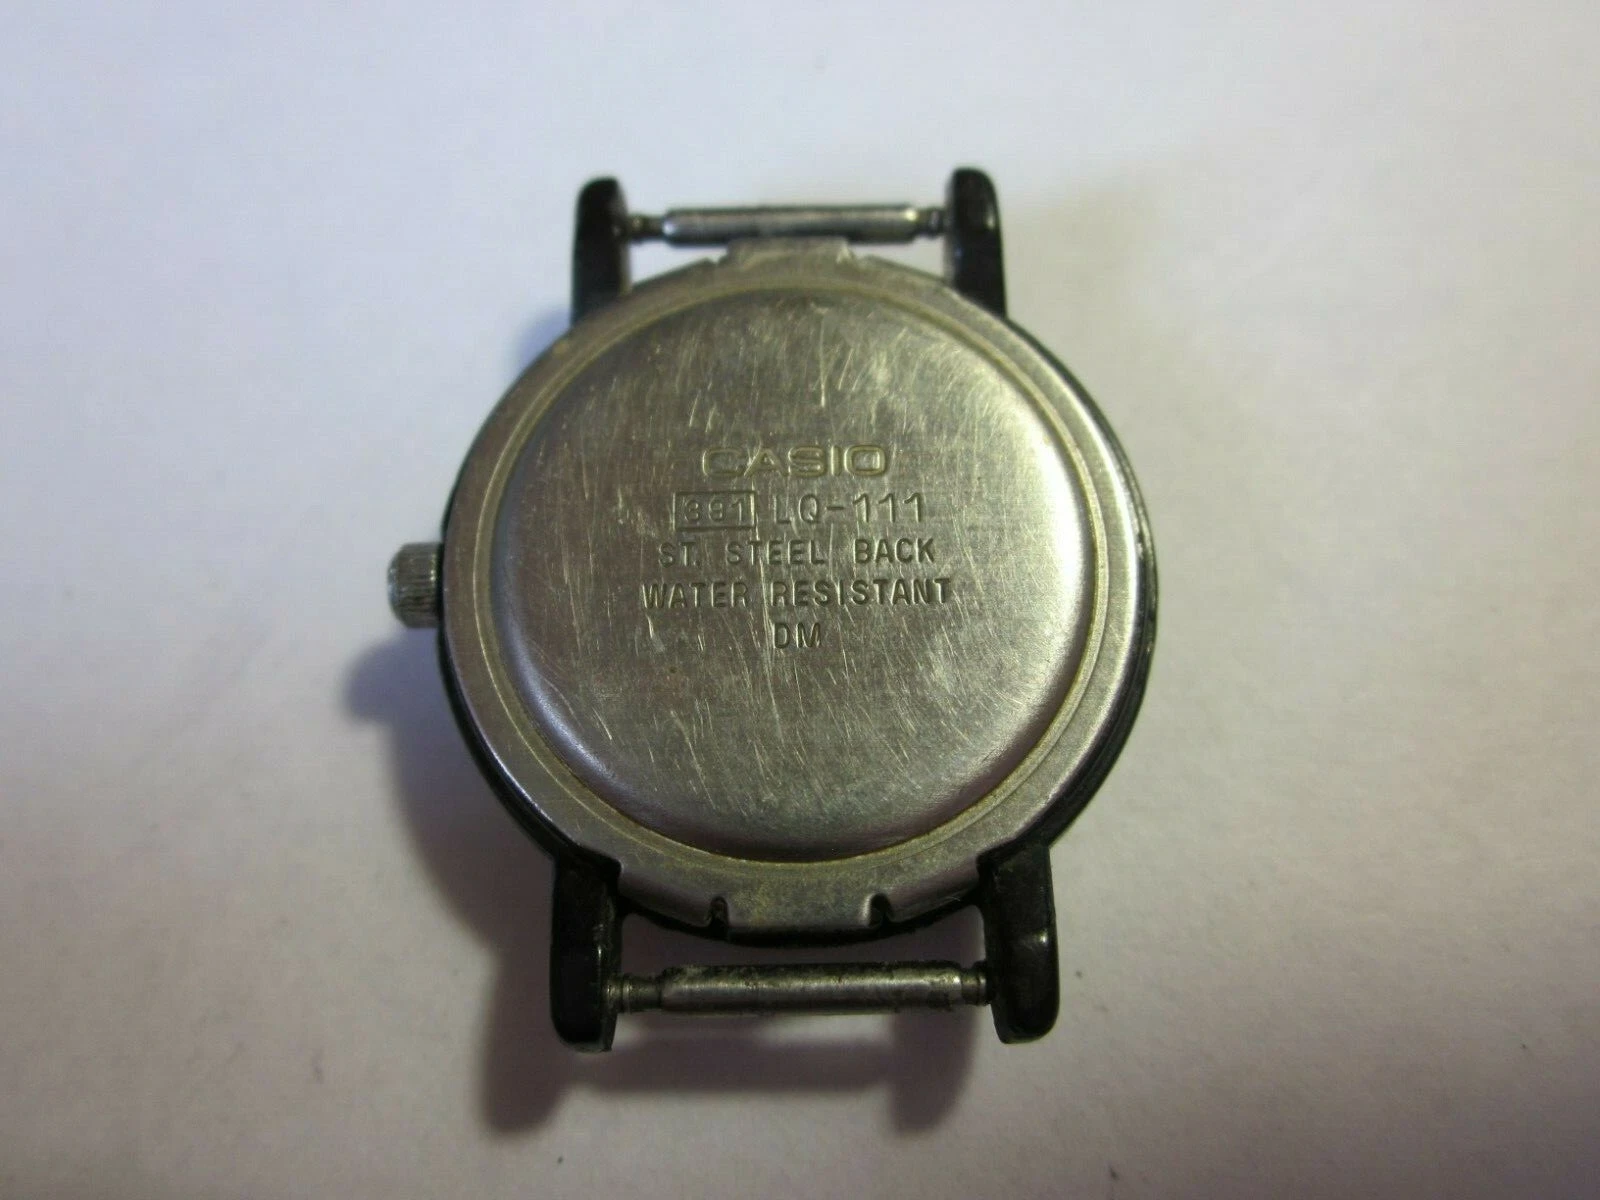 CASIO
391 LQ-111
ST. STEEL BACK
WATER RESISTANT
DM